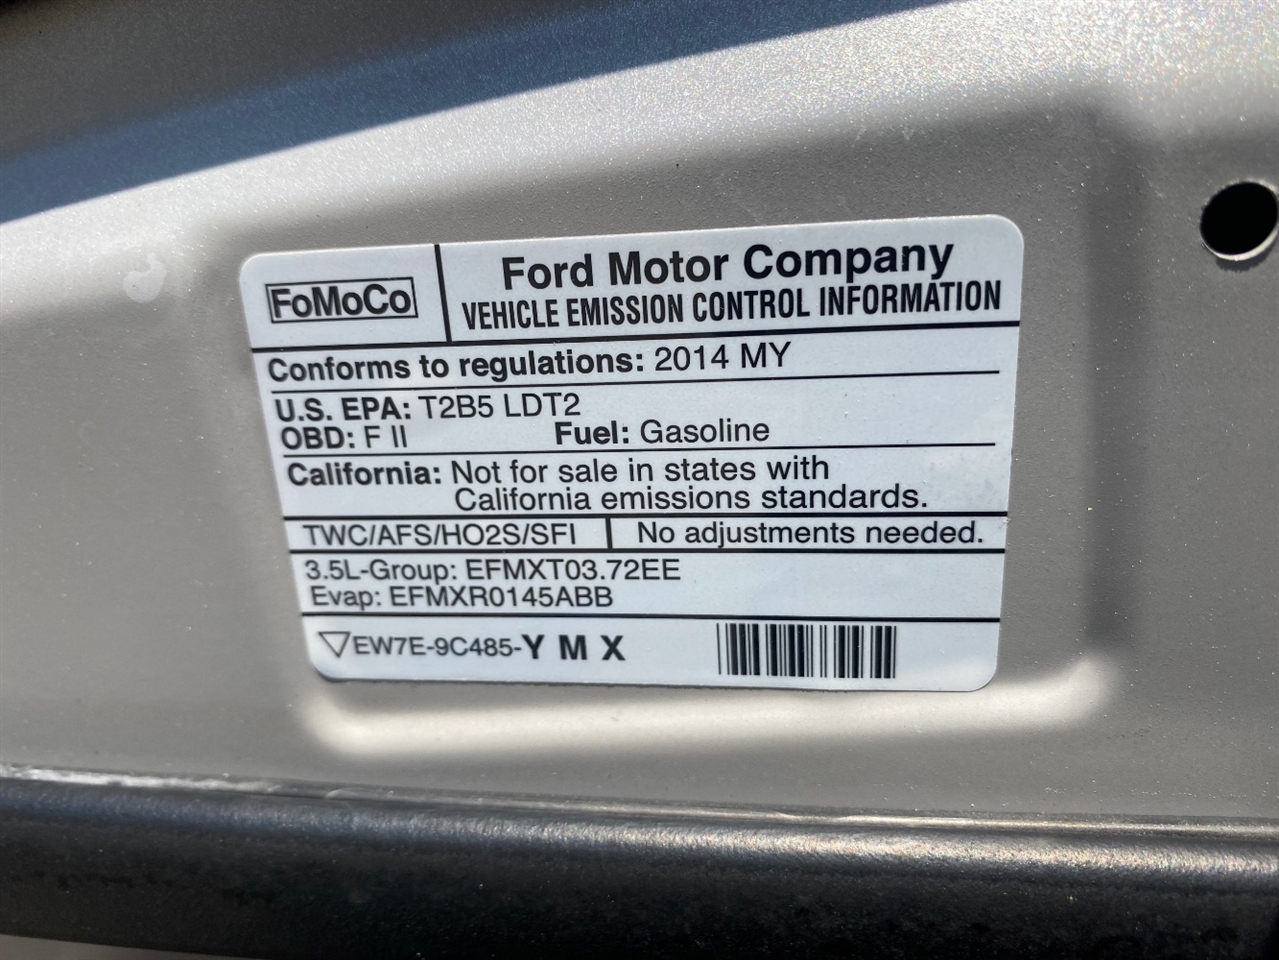 FoMoCo
Ford Motor Company
VEHICLE EMISSION CONTROL INFORMATION
Conforms to regulations: 2014 MY
U.S. EPA: T2B5 LDT2
OBD: F II Fuel: Gasoline
California: Not for sale in states with
California emissions standards.
TWC/AFS/HO2S/SFI No adjustments needed.
3.5L-Group: EFMXT03.72EE
Evap: EFMXR0145ABB
EW7E-9C485-Y M X